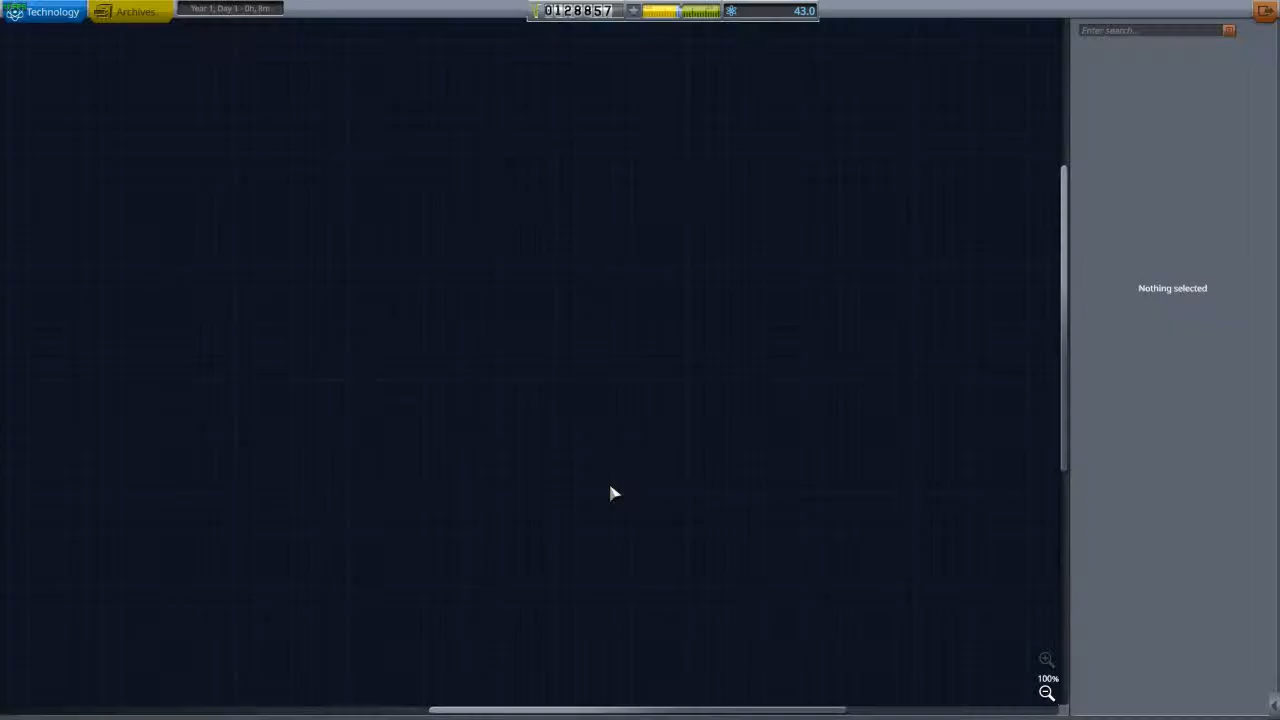 Technology
Archives
Year 1, Day 1 - 0h, 8m
0128857
43.0
Enter search...
Nothing selected
100%